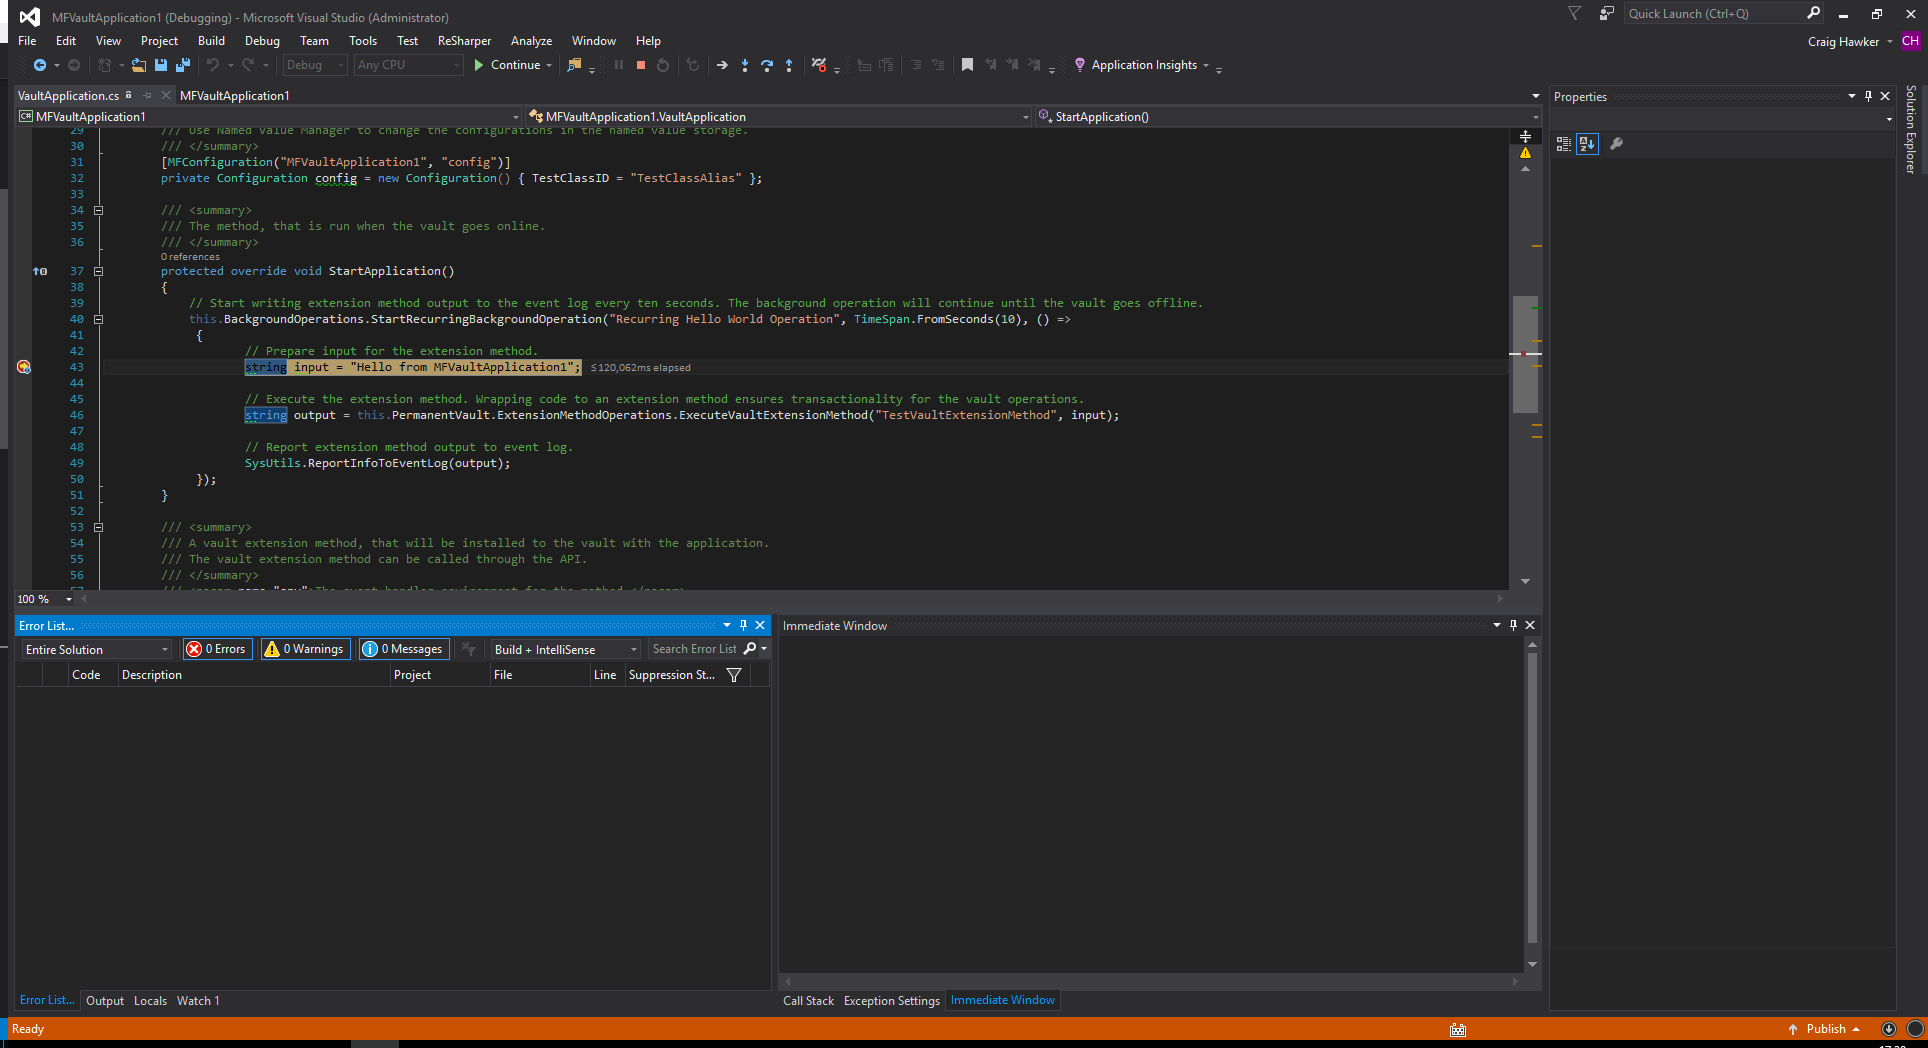 MFVaultApplication1 (Debugging) - Microsoft Visual Studio (Administrator)
Quick Launch (Ctrl+Q)
File Edit View Project Build Debug Team Tools Test ReSharper Analyze Window Help
Craig Hawker CH
Debug Any CPU Continue Application Insights
VaultApplication.cs MFVaultApplication1
C# MFVaultApplication1 MFVaultApplication1.VaultApplication StartApplication()
29 /// Use Named Value Manager to change the configurations in the named value storage.
30 /// </summary>
31 [MFConfiguration("MFVaultApplication1", "config")]
32 private Configuration config = new Configuration() { TestClassID = "TestClassAlias" };
33
34 /// <summary>
35 /// The method, that is run when the vault goes online.
36 /// </summary>
0 references
37 protected override void StartApplication()
38 {
39 // Start writing extension method output to the event log every ten seconds. The background operation will continue until the vault goes offline.
40 this.BackgroundOperations.StartRecurringBackgroundOperation("Recurring Hello World Operation", TimeSpan.FromSeconds(10), () =>
41 {
42 // Prepare input for the extension method.
43 string input = "Hello from MFVaultApplication1"; ≤120,062ms elapsed
44
45 // Execute the extension method. Wrapping code to an extension method ensures transactionality for the vault operations.
46 string output = this.PermanentVault.ExtensionMethodOperations.ExecuteVaultExtensionMethod("TestVaultExtensionMethod", input);
47
48 // Report extension method output to event log.
49 SysUtils.ReportInfoToEventLog(output);
50 });
51 }
52
53 /// <summary>
54 /// A vault extension method, that will be installed to the vault with the application.
55 /// The vault extension method can be called through the API.
56 /// </summary>
100 %
Properties
Solution Explorer
Error List...
Entire Solution 0 Errors 0 Warnings 0 Messages Build + IntelliSense Search Error List
Code Description Project File Line Suppression St...
Immediate Window
Error List... Output Locals Watch 1
Call Stack Exception Settings Immediate Window
Ready Publish